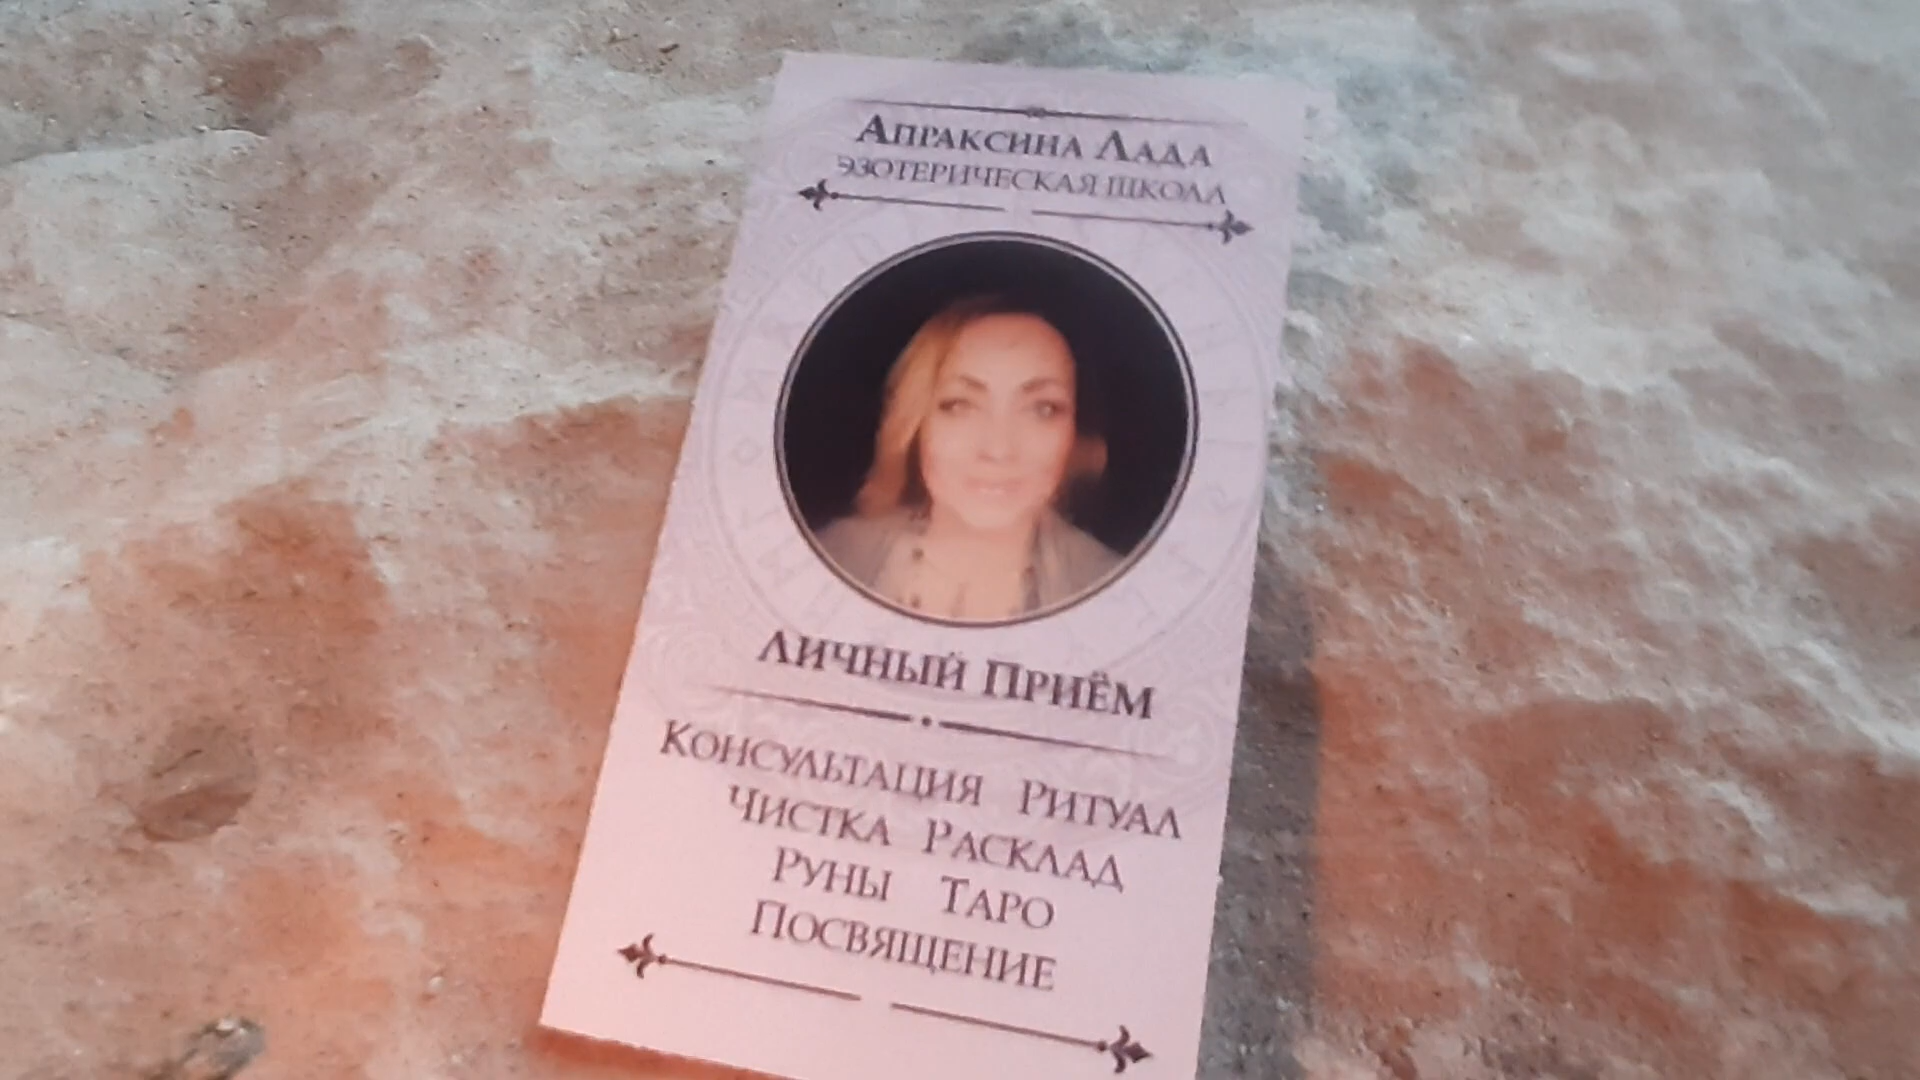 Апраксина Лада
эзотерическая школа
Личный Приём
Консультация Ритуал
Чистка Расклад
Руны Таро
Посвящение